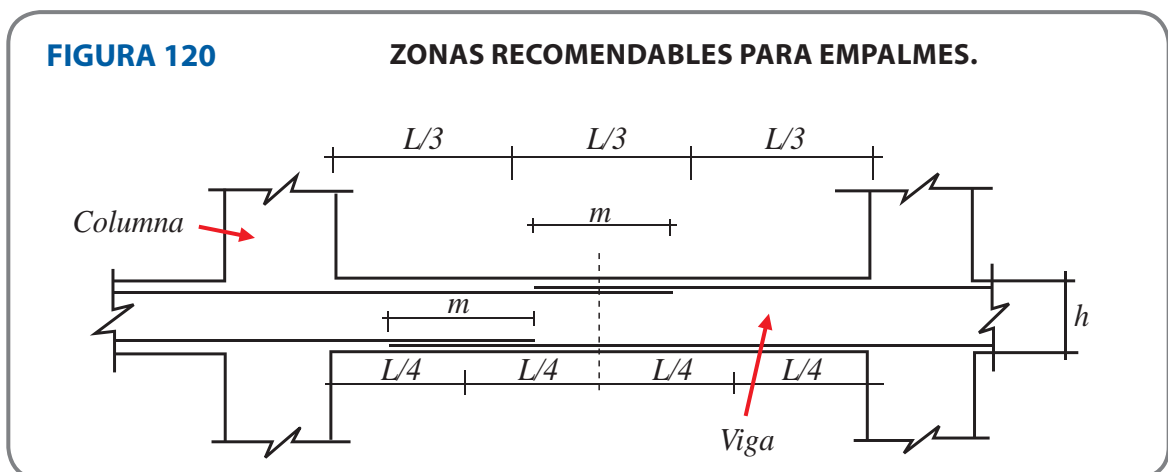 FIGURA 120 ZONAS RECOMENDABLES PARA EMPALMES.
L/3 L/3 L/3
Columna
m
m
h
L/4 L/4 L/4 L/4
Viga